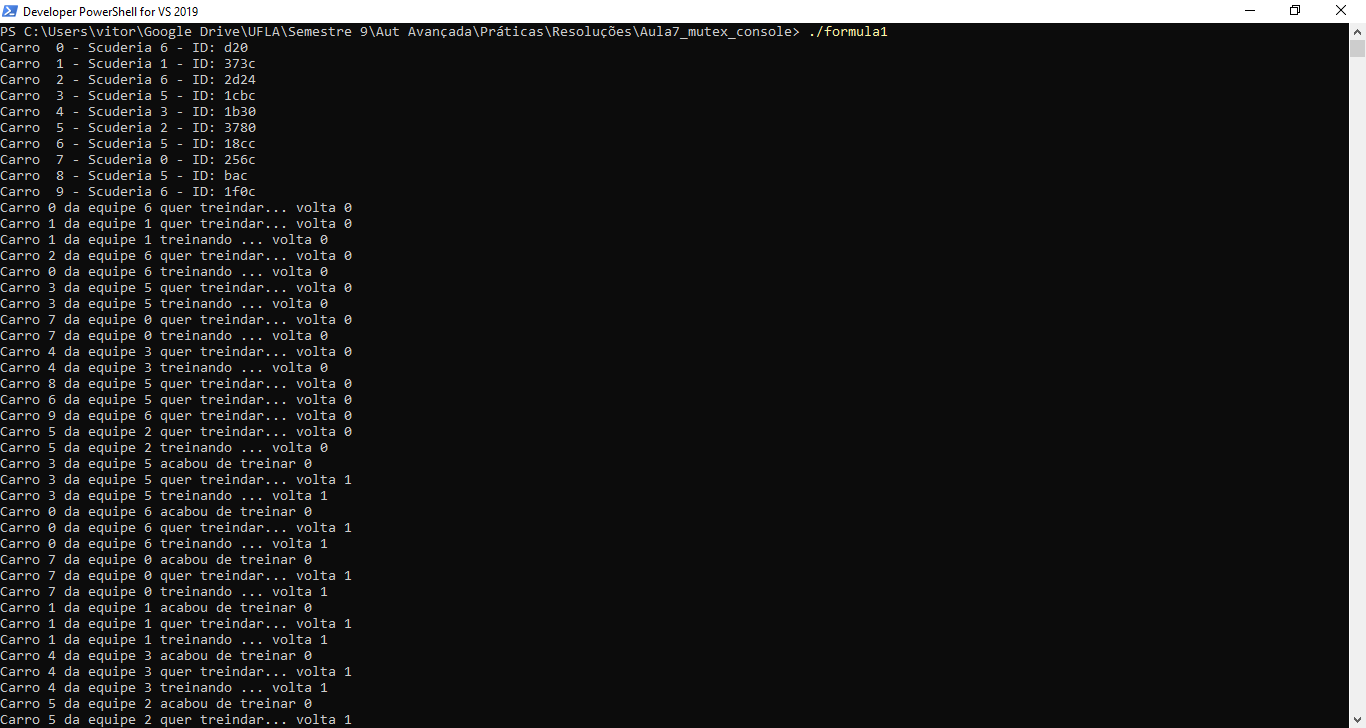 Developer PowerShell for VS 2019
PS C:\Users\vitor\Google Drive\UFLA\Semestre 9\Aut Avançada\Práticas\Resoluções\Aula7_mutex_console> ./formula1
Carro  0 - Scuderia 6 - ID: d20
Carro  1 - Scuderia 1 - ID: 373c
Carro  2 - Scuderia 6 - ID: 2d24
Carro  3 - Scuderia 5 - ID: 1cbc
Carro  4 - Scuderia 3 - ID: 1b30
Carro  5 - Scuderia 2 - ID: 3780
Carro  6 - Scuderia 5 - ID: 18cc
Carro  7 - Scuderia 0 - ID: 256c
Carro  8 - Scuderia 5 - ID: bac
Carro  9 - Scuderia 6 - ID: 1f0c
Carro 0 da equipe 6 quer treindar... volta 0
Carro 1 da equipe 1 quer treindar... volta 0
Carro 1 da equipe 1 treinando ... volta 0
Carro 2 da equipe 6 quer treindar... volta 0
Carro 0 da equipe 6 treinando ... volta 0
Carro 3 da equipe 5 quer treindar... volta 0
Carro 3 da equipe 5 treinando ... volta 0
Carro 7 da equipe 0 quer treindar... volta 0
Carro 7 da equipe 0 treinando ... volta 0
Carro 4 da equipe 3 quer treindar... volta 0
Carro 4 da equipe 3 treinando ... volta 0
Carro 8 da equipe 5 quer treindar... volta 0
Carro 6 da equipe 5 quer treindar... volta 0
Carro 9 da equipe 6 quer treindar... volta 0
Carro 5 da equipe 2 quer treindar... volta 0
Carro 5 da equipe 2 treinando ... volta 0
Carro 3 da equipe 5 acabou de treinar 0
Carro 3 da equipe 5 quer treindar... volta 1
Carro 3 da equipe 5 treinando ... volta 1
Carro 0 da equipe 6 acabou de treinar 0
Carro 0 da equipe 6 quer treindar... volta 1
Carro 0 da equipe 6 treinando ... volta 1
Carro 7 da equipe 0 acabou de treinar 0
Carro 7 da equipe 0 quer treindar... volta 1
Carro 7 da equipe 0 treinando ... volta 1
Carro 1 da equipe 1 acabou de treinar 0
Carro 1 da equipe 1 quer treindar... volta 1
Carro 1 da equipe 1 treinando ... volta 1
Carro 4 da equipe 3 acabou de treinar 0
Carro 4 da equipe 3 quer treindar... volta 1
Carro 4 da equipe 3 treinando ... volta 1
Carro 5 da equipe 2 acabou de treinar 0
Carro 5 da equipe 2 quer treindar... volta 1